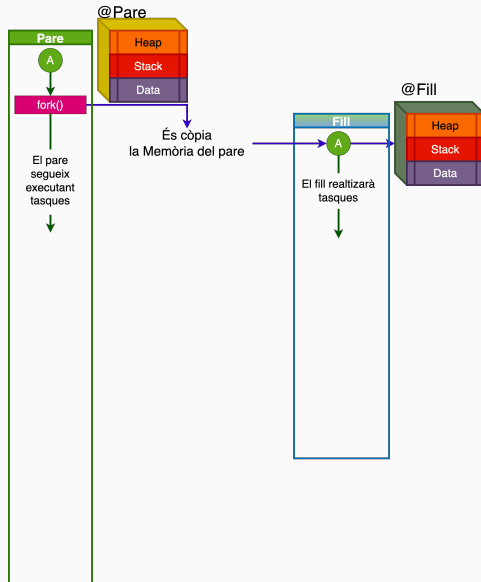 @Pare
Pare
Heap
A
Stack
Data
fork()
@Fill
És còpia
la Memòria del pare
Fill
Heap
A
Stack
Data
El pare
segueix
executant
tasques
El fill realtizarà
tasques